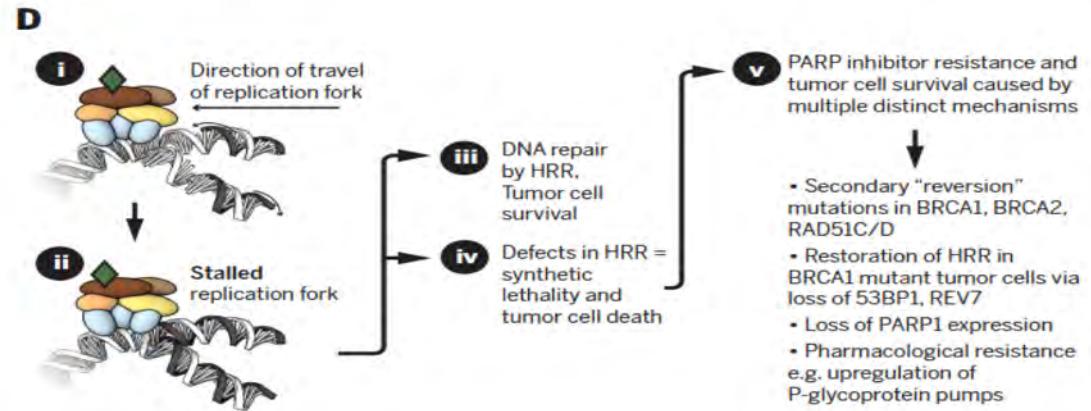 D
i
Direction of travel
of replication fork
ii
Stalled
replication fork
iii
DNA repair
by HRR,
Tumor cell
survival
iv
Defects in HRR =
synthetic
lethality and
tumor cell death
v
PARP inhibitor resistance and
tumor cell survival caused by
multiple distinct mechanisms
• Secondary “reversion”
mutations in BRCA1, BRCA2,
RAD51C/D
• Restoration of HRR in
BRCA1 mutant tumor cells via
loss of 53BP1, REV7
• Loss of PARP1 expression
• Pharmacological resistance
e.g. upregulation of
P-glycoprotein pumps